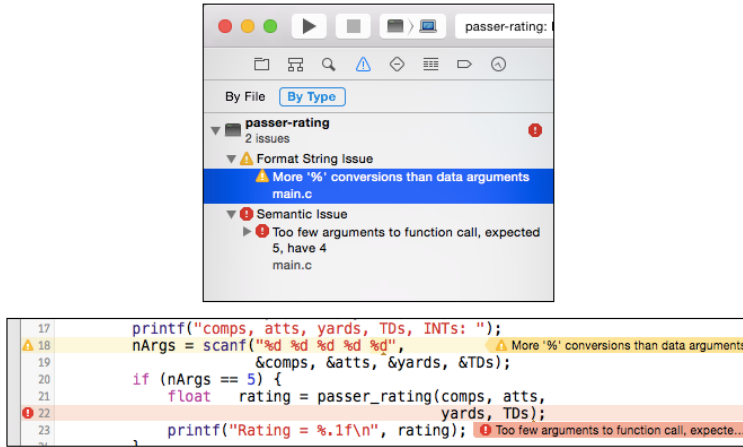 passer-rating:
By File By Type
passer-rating
2 issues
Format String Issue
More '%' conversions than data arguments
main.c
Semantic Issue
Too few arguments to function call, expected
5, have 4
main.c
17 printf("comps, atts, yards, TDs, INTs: ");
18 nArgs = scanf("%d %d %d %d %d", More '%' conversions than data arguments
19 &comps, &atts, &yards, &TDs);
20 if (nArgs == 5) {
21 float rating = passer_rating(comps, atts,
22 yards, TDs);
23 printf("Rating = %.1f\n", rating); Too few arguments to function call, expecte...